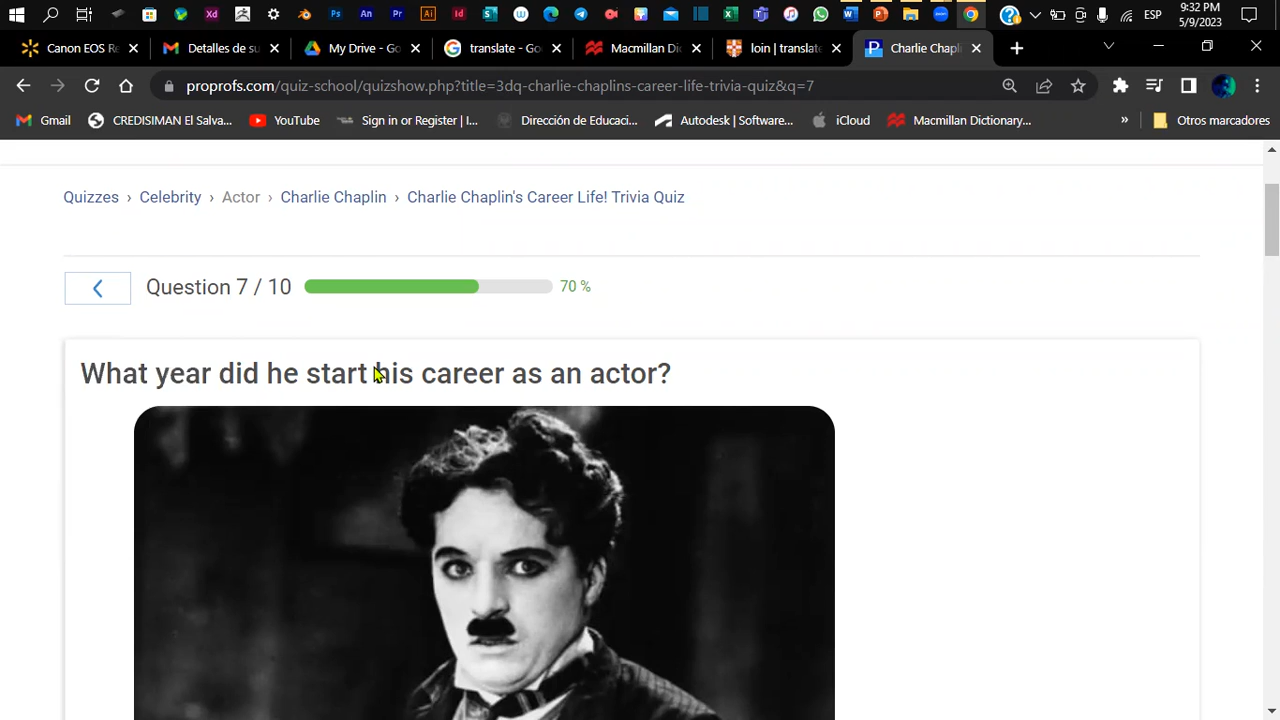 9:32 PM
ESP
5/9/2023
Canon EOS Re
Detalles de su
My Drive - Go
translate - Go
Macmillan Dic
loin | translate
Charlie Chapl
proprofs.com/quiz-school/quizshow.php?title=3dq-charlie-chaplins-career-life-trivia-quiz&q=7
Gmail
CREDISIMAN El Salva...
YouTube
Sign in or Register | I...
Dirección de Educaci...
Autodesk | Software...
iCloud
Macmillan Dictionary...
»
Otros marcadores
Quizzes › Celebrity › Actor › Charlie Chaplin › Charlie Chaplin's Career Life! Trivia Quiz
Question 7 / 10
70 %
What year did he start his career as an actor?